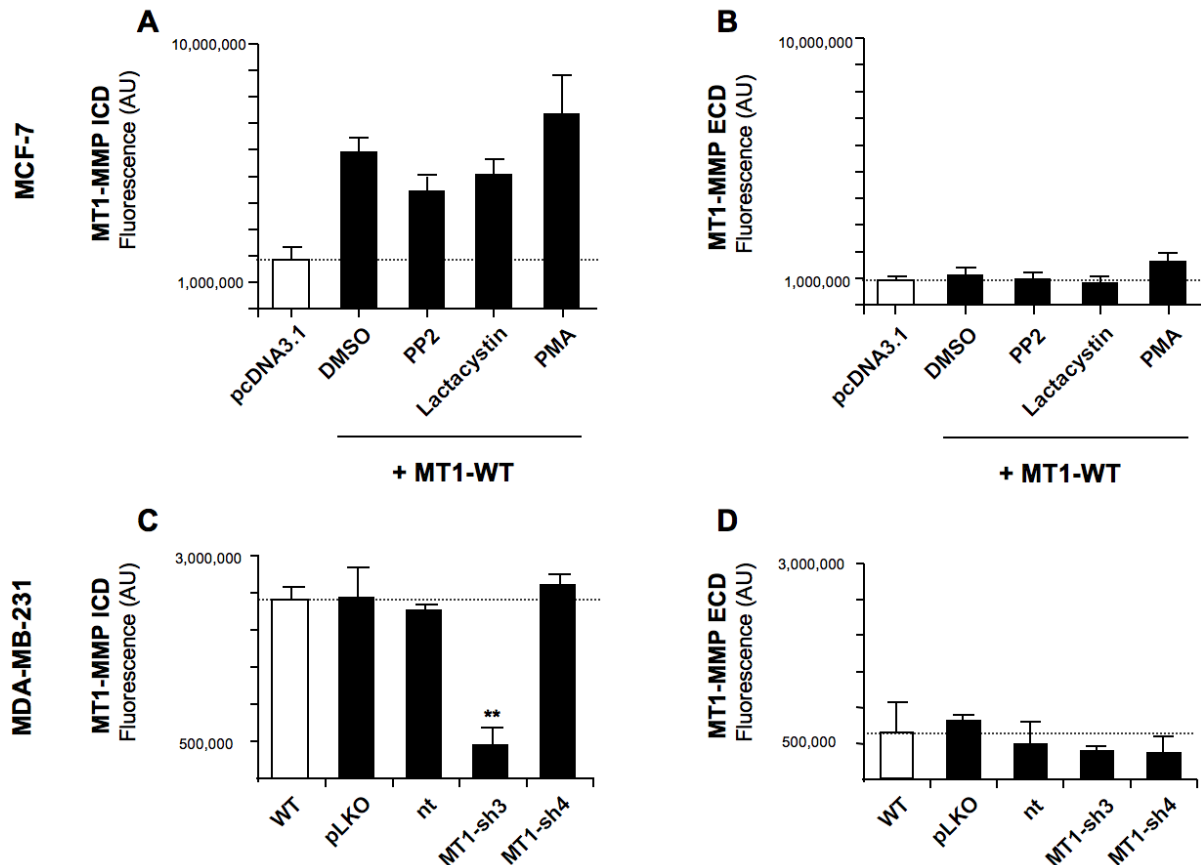 A
MCF-7
MT1-MMP ICD
Fluorescence (AU)
10,000,000
1,000,000
pcDNA3.1
DMSO
PP2
Lactacystin
PMA
+ MT1-WT
B
MT1-MMP ECD
Fluorescence (AU)
10,000,000
1,000,000
pcDNA3.1
DMSO
PP2
Lactacystin
PMA
+ MT1-WT
C
MDA-MB-231
MT1-MMP ICD
Fluorescence (AU)
3,000,000
500,000
**
WT
pLKO
nt
MT1-sh3
MT1-sh4
D
MT1-MMP ECD
Fluorescence (AU)
3,000,000
500,000
WT
pLKO
nt
MT1-sh3
MT1-sh4